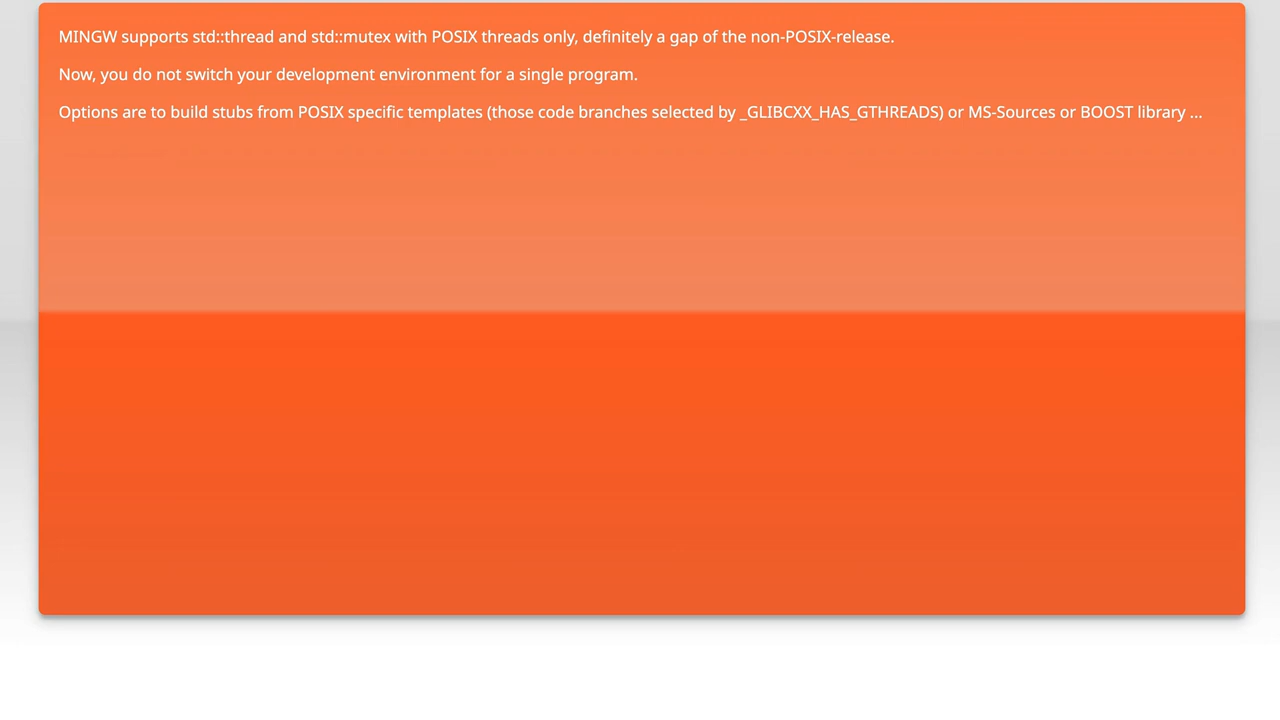 MINGW supports std::thread and std::mutex with POSIX threads only, definitely a gap of the non-POSIX-release.
Now, you do not switch your development environment for a single program.
Options are to build stubs from POSIX specific templates (those code branches selected by _GLIBCXX_HAS_GTHREADS) or MS-Sources or BOOST library ...